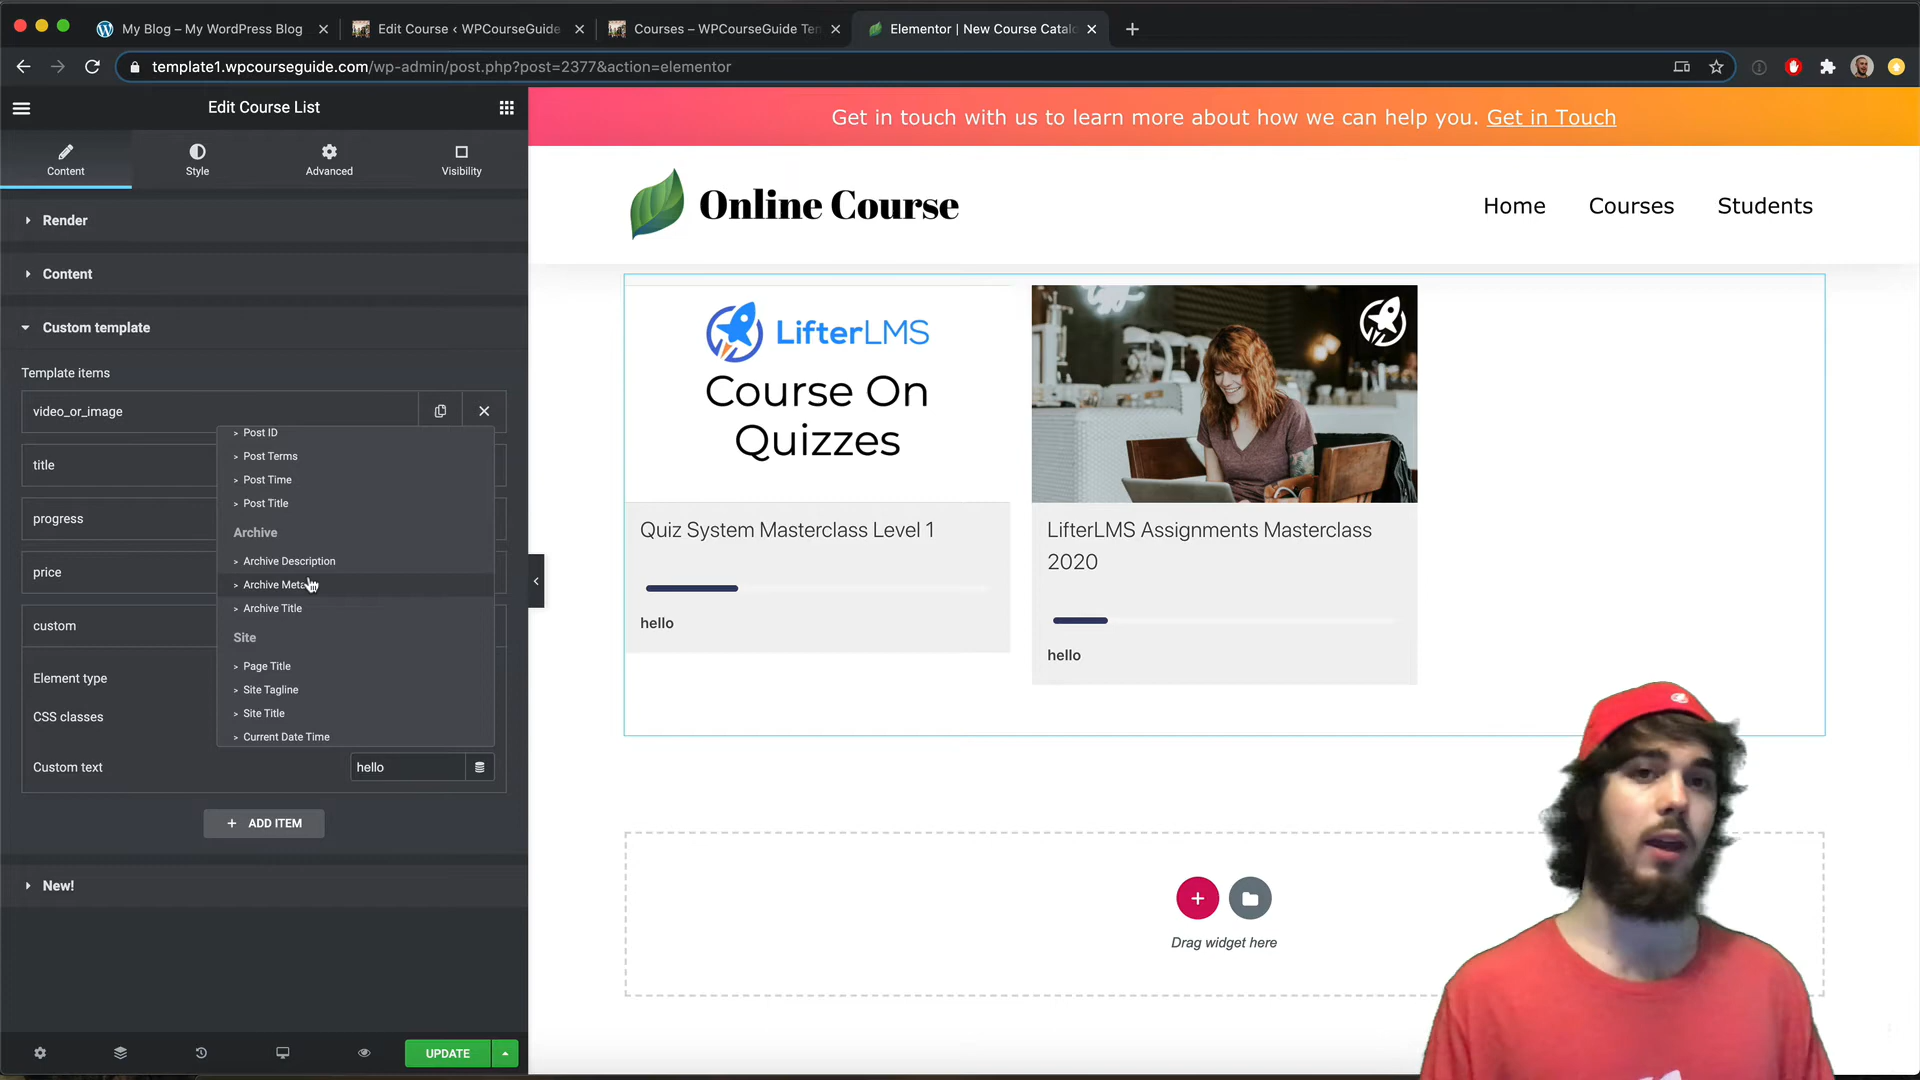 My Blog – My WordPress Blog
Edit Course ‹ WPCourseGuide
Courses – WPCourseGuide Ten
Elementor | New Course Catal
template1.wpcourseguide.com/wp-admin/post.php?post=2377&action=elementor
Edit Course List
Content
Style
Advanced
Visibility
Render
Content
Custom template
Template items
video_or_image
title
progress
price
custom
Post ID
Post Terms
Post Time
Post Title
Archive
Archive Description
Archive Meta
Archive Title
Site
Page Title
Site Tagline
Site Title
Current Date Time
Element type
CSS classes
Custom text
hello
+ ADD ITEM
New!
UPDATE
Get in touch with us to learn more about how we can help you. Get in Touch
Online Course
Home
Courses
Students
LifterLMS
Course On
Quizzes
Quiz System Masterclass Level 1
hello
LifterLMS Assignments Masterclass
2020
hello
Drag widget here